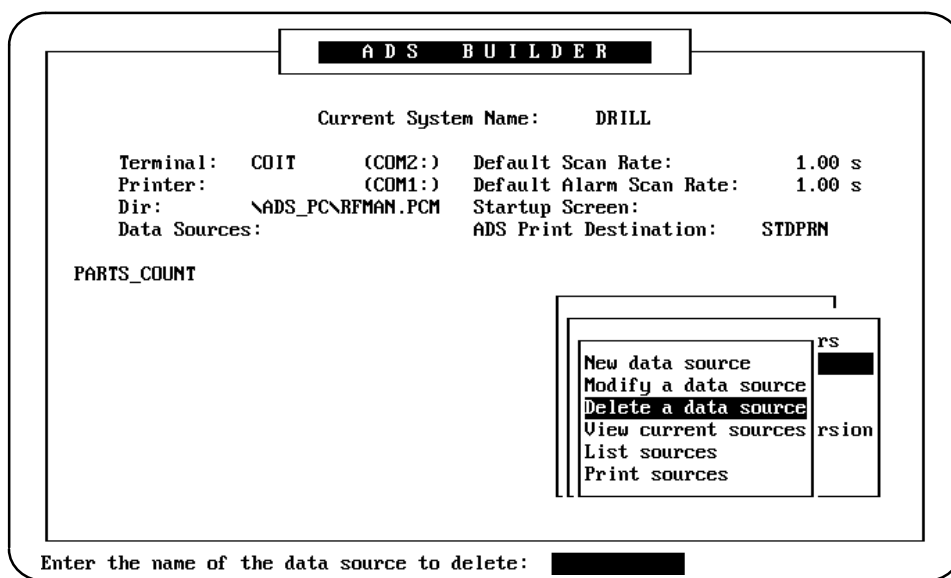 ADS BUILDER
Current System Name: DRILL
Terminal: COIT (COM2:) Default Scan Rate: 1.00 s
Printer: (COM1:) Default Alarm Scan Rate: 1.00 s
Dir: \ADS_PC\RFMAN.PCM Startup Screen:
Data Sources: ADS Print Destination: STDPRN
PARTS_COUNT
rs
New data source
Modify a data source
Delete a data source
View current sources rsion
List sources
Print sources
Enter the name of the data source to delete: